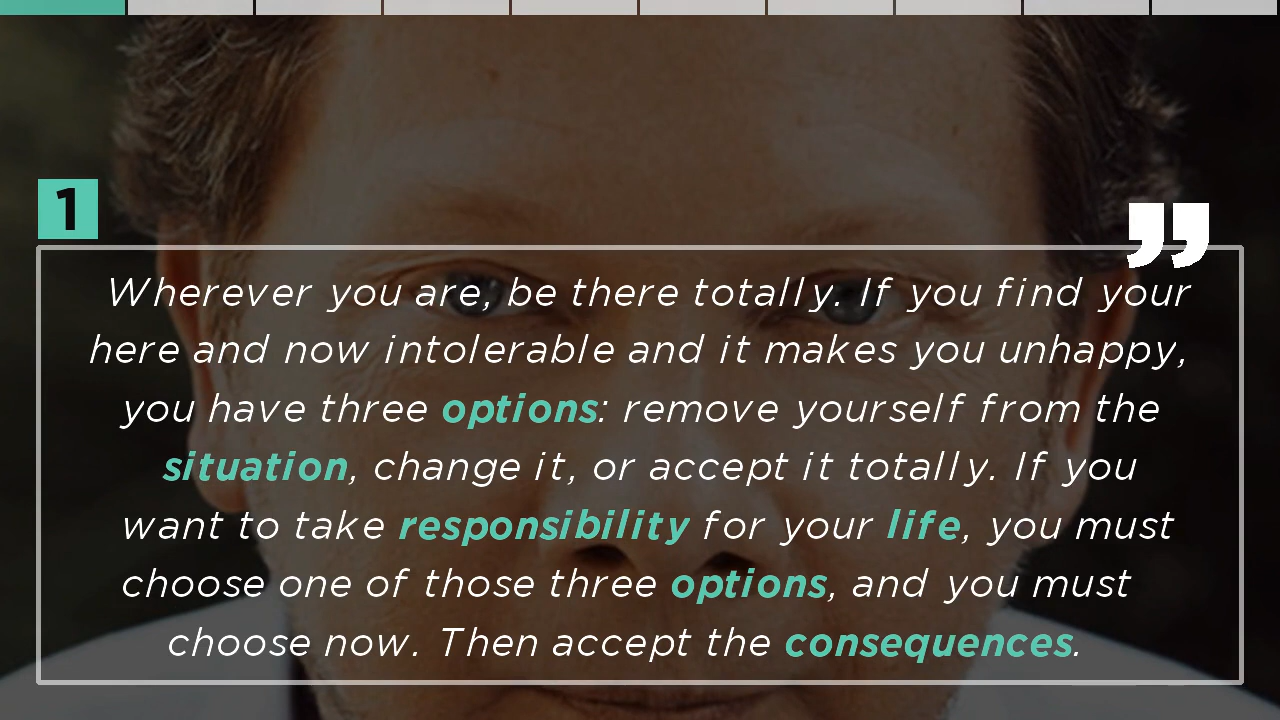 1
”
Wherever you are, be there totally. If you find your
here and now intolerable and it makes you unhappy,
you have three options: remove yourself from the
situation, change it, or accept it totally. If you
want to take responsibility for your life, you must
choose one of those three options, and you must
choose now. Then accept the consequences.